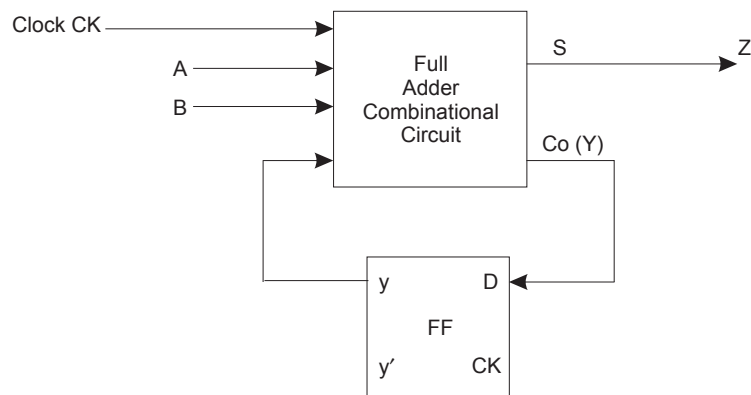 Clock CK
A
B
Full
Adder
Combinational
Circuit
S
Z
Co (Y)
y
D
FF
y′
CK